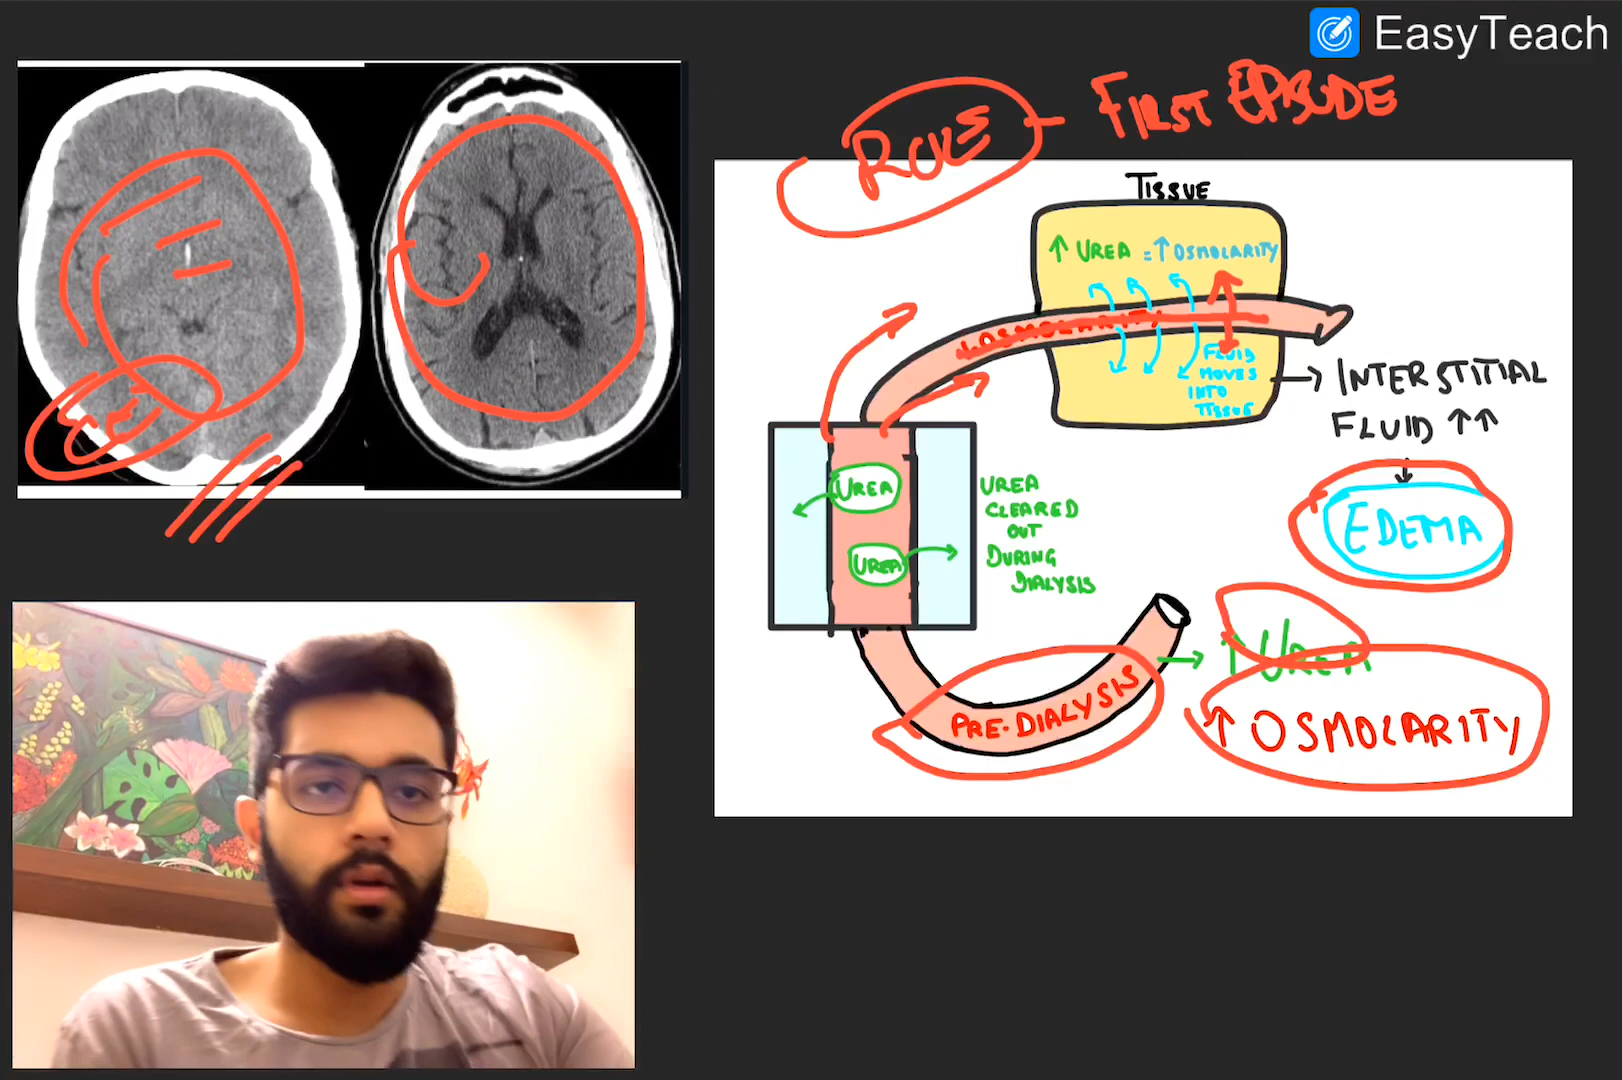 EasyTeach
RULE - FIRST EPISODE
TISSUE
↑ UREA = ↑ OSMOLARITY
↓ OSMOLARITY
FLUID
MOVES
INTO
TISSUE
→ INTERSTITIAL
FLUID ↑↑
EDEMA
UREA
UREA
UREA
CLEARED
OUT
DURING
DIALYSIS
PRE-DIALYSIS
↑ UREA
↑ OSMOLARITY